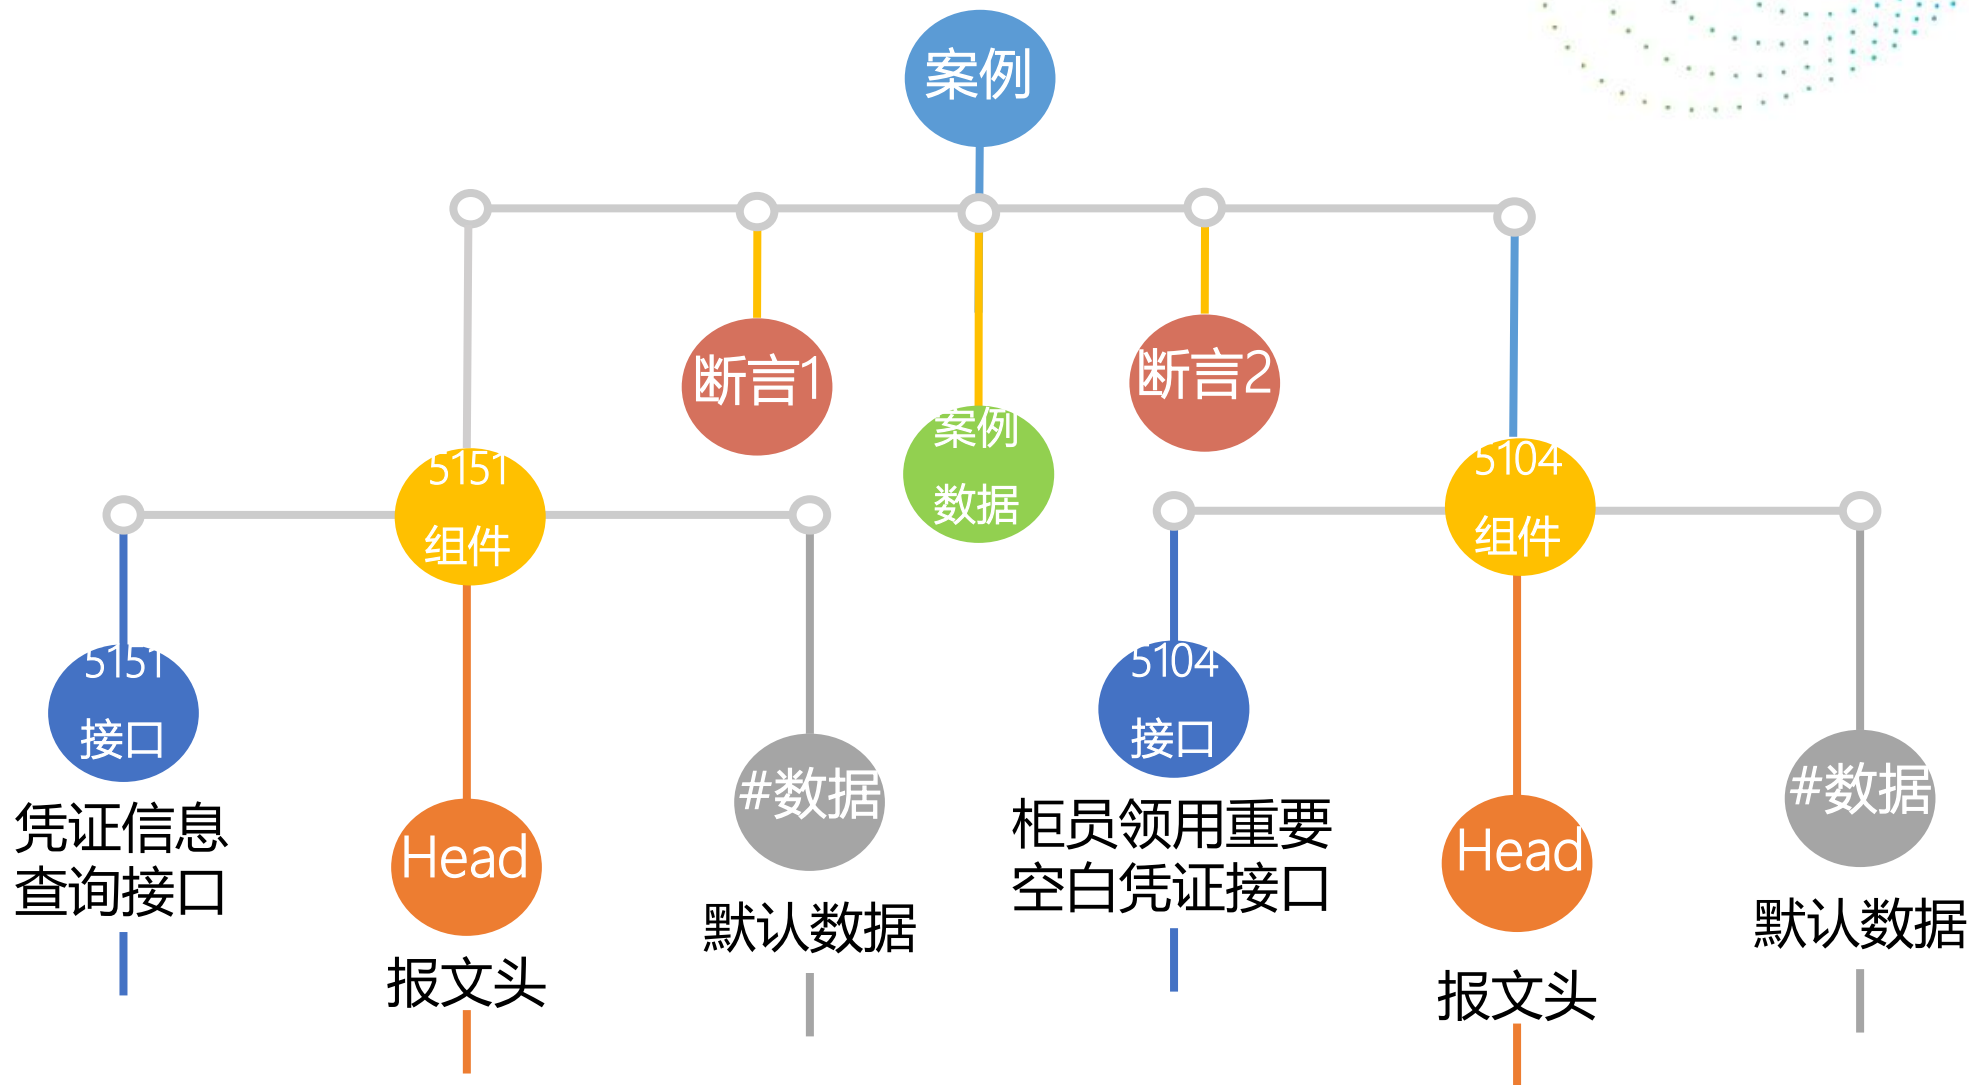 案例
断言1
断言2
案例
数据
5151
组件
5104
组件
5151
接口
凭证信息
查询接口
Head
报文头
#数据
默认数据
5104
接口
柜员领用重要
空白凭证接口
Head
报文头
#数据
默认数据